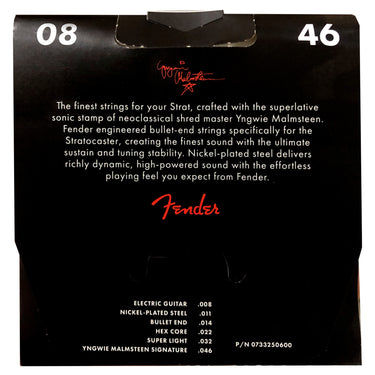 08 46
Yngwie
Malmsteen
The finest strings for your Strat, crafted with the superlative
sonic stamp of neoclassical shred master Yngwie Malmsteen.
Fender engineered bullet-end strings specifically for the
Stratocaster, creating the finest sound with the ultimate
sustain and tuning stability. Nickel-plated steel delivers
richly dynamic, high-powered sound with the effortless
playing feel you expect from Fender.
Fender
ELECTRIC GUITAR .008
NICKEL-PLATED STEEL .011
BULLET END .014
HEX CORE .022
SUPER LIGHT .032
YNGWIE MALMSTEEN SIGNATURE .046 P/N 0733250600